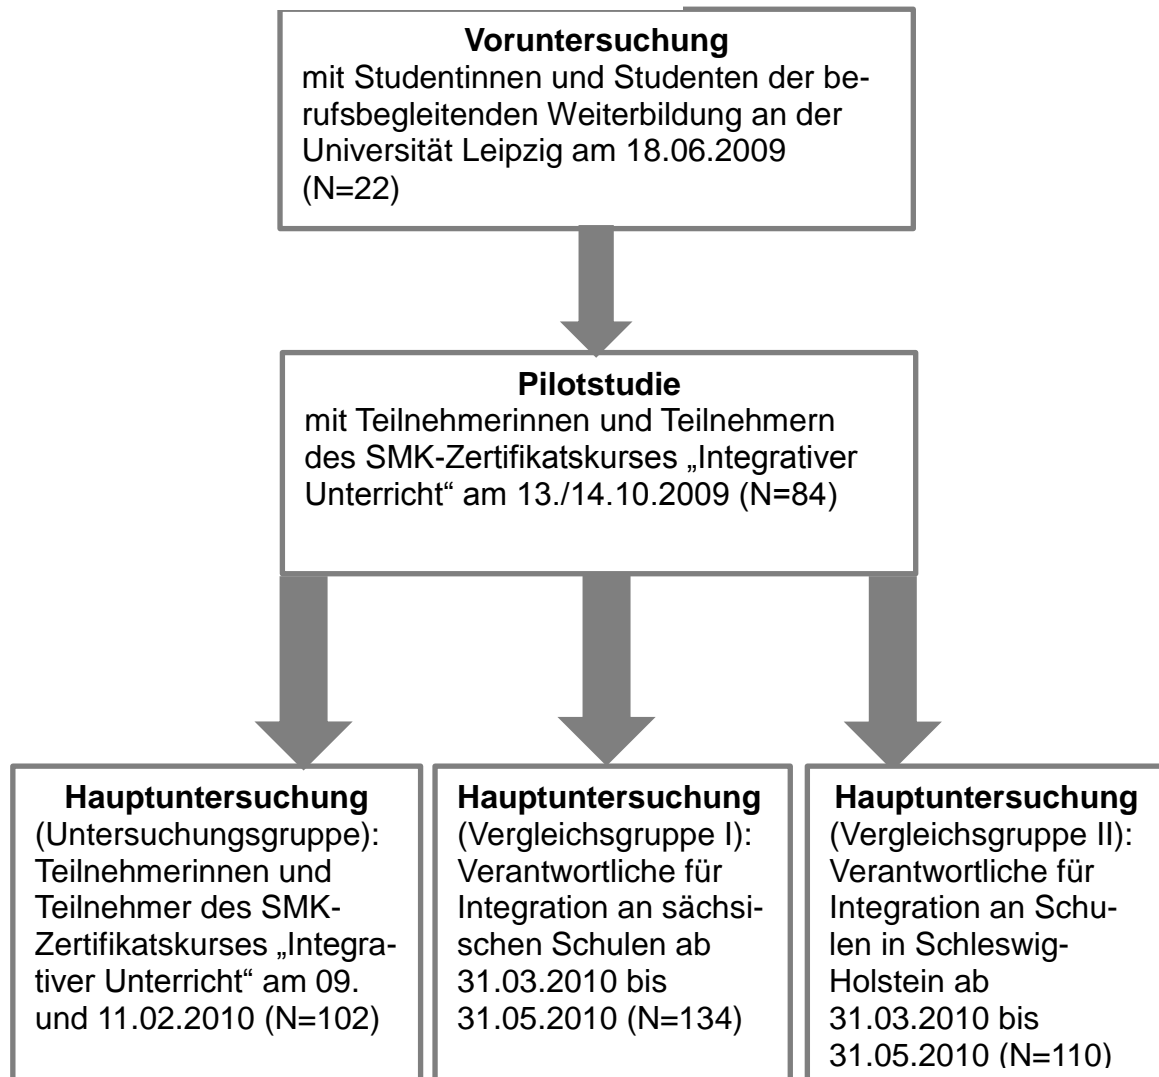 Voruntersuchung
mit Studentinnen und Studenten der be-
rufsbegleitenden Weiterbildung an der
Universität Leipzig am 18.06.2009
(N=22)
Pilotstudie
mit Teilnehmerinnen und Teilnehmern
des SMK-Zertifikatskurses „Integrativer
Unterricht“ am 13./14.10.2009 (N=84)
Hauptuntersuchung
(Untersuchungsgruppe):
Teilnehmerinnen und
Teilnehmer des SMK-
Zertifikatskurses „Integra-
tiver Unterricht“ am 09.
und 11.02.2010 (N=102)
Hauptuntersuchung
(Vergleichsgruppe I):
Verantwortliche für
Integration an sächsi-
schen Schulen ab
31.03.2010 bis
31.05.2010 (N=134)
Hauptuntersuchung
(Vergleichsgruppe II):
Verantwortliche für
Integration an Schu-
len in Schleswig-
Holstein ab
31.03.2010 bis
31.05.2010 (N=110)